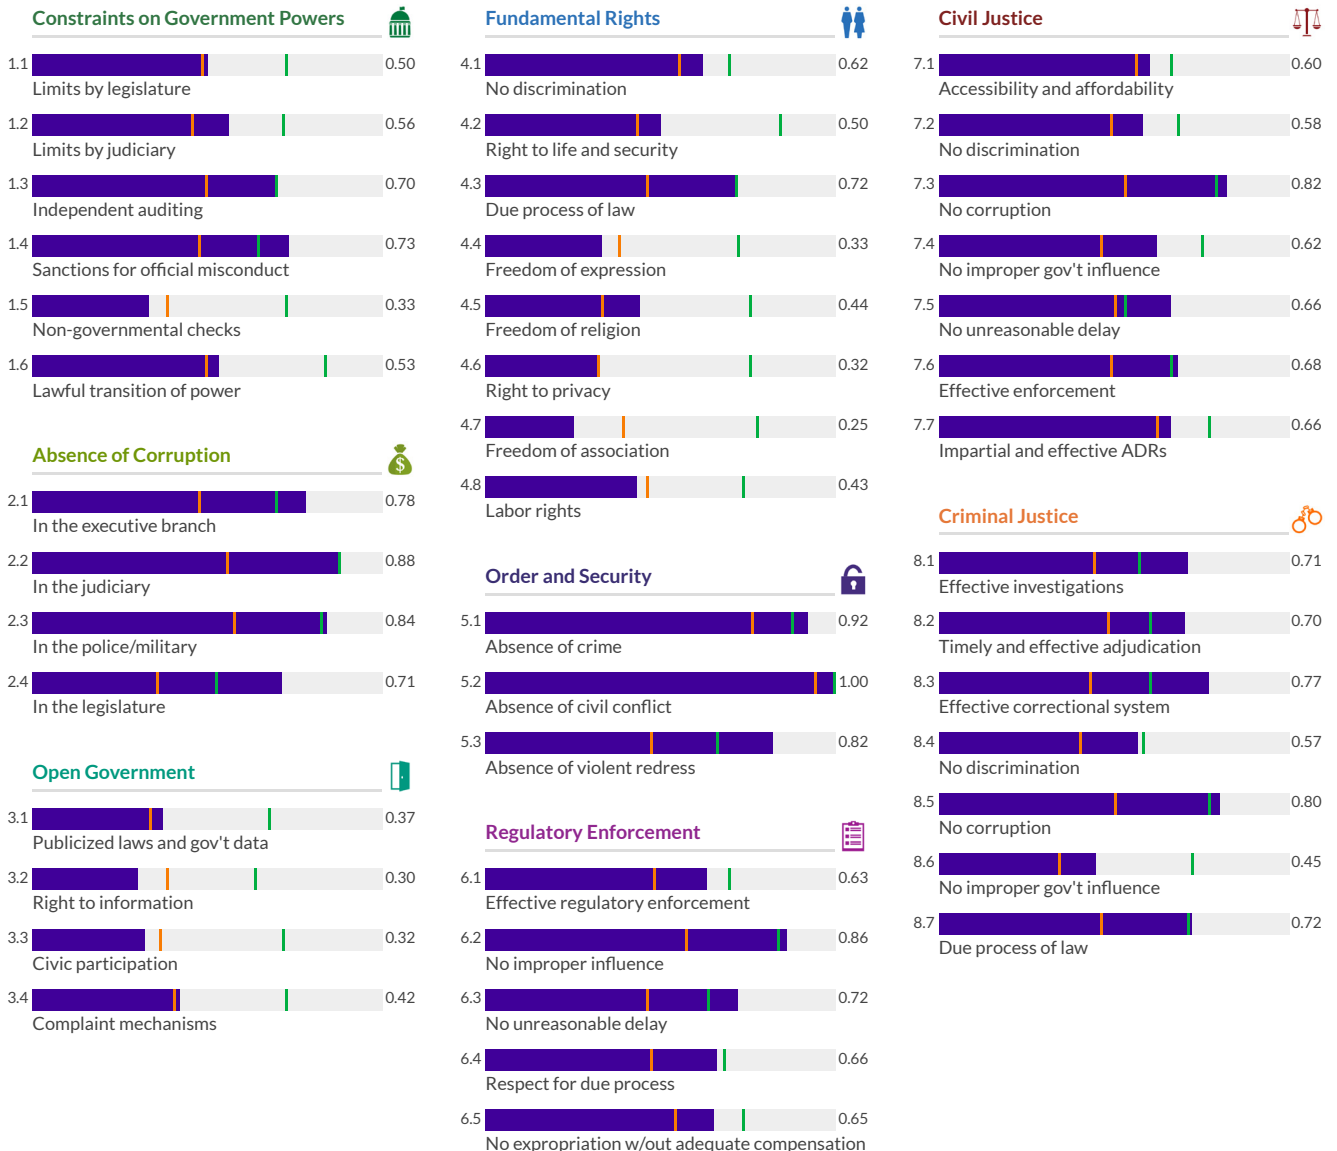 Constraints on Government Powers
1.1 0.50
Limits by legislature
1.2 0.56
Limits by judiciary
1.3 0.70
Independent auditing
1.4 0.73
Sanctions for official misconduct
1.5 0.33
Non-governmental checks
1.6 0.53
Lawful transition of power
Absence of Corruption
2.1 0.78
In the executive branch
2.2 0.88
In the judiciary
2.3 0.84
In the police/military
2.4 0.71
In the legislature
Open Government
3.1 0.37
Publicized laws and gov't data
3.2 0.30
Right to information
3.3 0.32
Civic participation
3.4 0.42
Complaint mechanisms
Fundamental Rights
4.1 0.62
No discrimination
4.2 0.50
Right to life and security
4.3 0.72
Due process of law
4.4 0.33
Freedom of expression
4.5 0.44
Freedom of religion
4.6 0.32
Right to privacy
4.7 0.25
Freedom of association
4.8 0.43
Labor rights
Order and Security
5.1 0.92
Absence of crime
5.2 1.00
Absence of civil conflict
5.3 0.82
Absence of violent redress
Regulatory Enforcement
6.1 0.63
Effective regulatory enforcement
6.2 0.86
No improper influence
6.3 0.72
No unreasonable delay
6.4 0.66
Respect for due process
6.5 0.65
No expropriation w/out adequate compensation
Civil Justice
7.1 0.60
Accessibility and affordability
7.2 0.58
No discrimination
7.3 0.82
No corruption
7.4 0.62
No improper gov't influence
7.5 0.66
No unreasonable delay
7.6 0.68
Effective enforcement
7.7 0.66
Impartial and effective ADRs
Criminal Justice
8.1 0.71
Effective investigations
8.2 0.70
Timely and effective adjudication
8.3 0.77
Effective correctional system
8.4 0.57
No discrimination
8.5 0.80
No corruption
8.6 0.45
No improper gov't influence
8.7 0.72
Due process of law